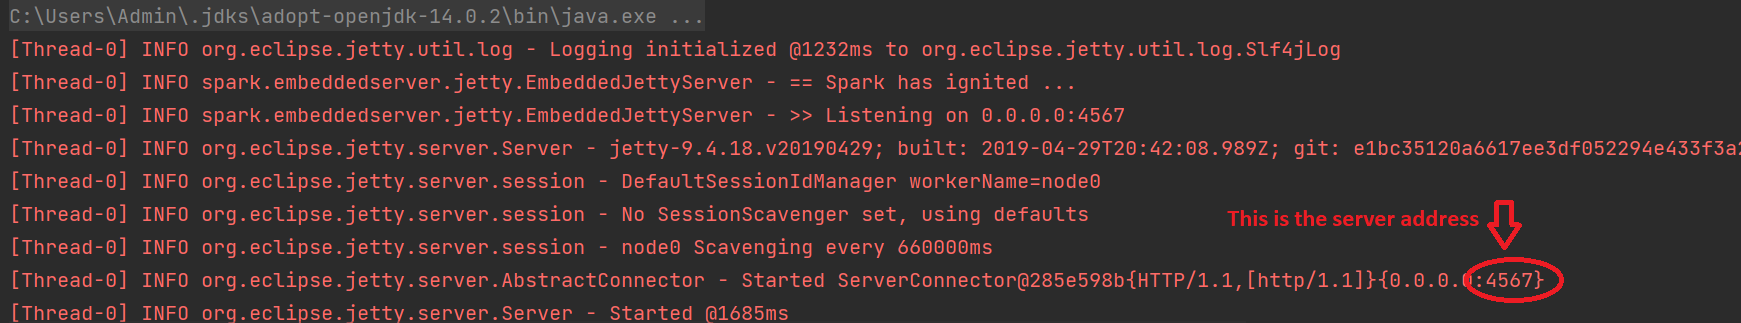 C:\Users\Admin\.jdks\adopt-openjdk-14.0.2\bin\java.exe ...
[Thread-0] INFO org.eclipse.jetty.util.log - Logging initialized @1232ms to org.eclipse.jetty.util.log.Slf4jLog
[Thread-0] INFO spark.embeddedserver.jetty.EmbeddedJettyServer - == Spark has ignited ...
[Thread-0] INFO spark.embeddedserver.jetty.EmbeddedJettyServer - >> Listening on 0.0.0.0:4567
[Thread-0] INFO org.eclipse.jetty.server.Server - jetty-9.4.18.v20190429; built: 2019-04-29T20:42:08.989Z; git: e1bc35120a6617ee3df052294e433f3a2
[Thread-0] INFO org.eclipse.jetty.server.session - DefaultSessionIdManager workerName=node0
[Thread-0] INFO org.eclipse.jetty.server.session - No SessionScavenger set, using defaults
This is the server address
[Thread-0] INFO org.eclipse.jetty.server.session - node0 Scavenging every 660000ms
[Thread-0] INFO org.eclipse.jetty.server.AbstractConnector - Started ServerConnector@285e598b{HTTP/1.1,[http/1.1]}{0.0.0.0:4567}
[Thread-0] INFO org.eclipse.jetty.server.Server - Started @1685ms